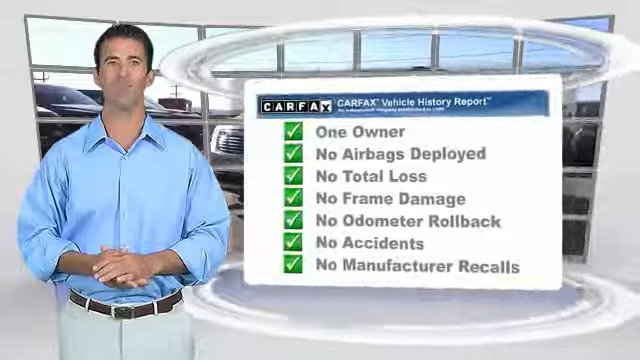 CARFAX CARFAX Vehicle History Report™
One Owner
No Airbags Deployed
No Total Loss
No Frame Damage
No Odometer Rollback
No Accidents
No Manufacturer Recalls